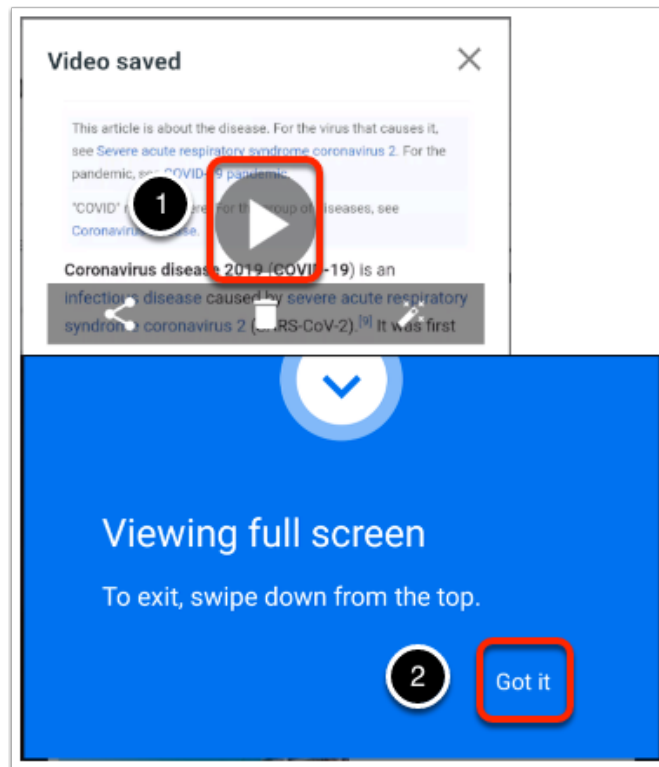 Video saved
This article is about the disease. For the virus that causes it,
see Severe acute respiratory syndrome coronavirus 2. For the
pandemic, see COVID-19 pandemic.
1
"COVID" here. For the group of diseases, see
Coronavirus disease.
Coronavirus disease 2019 (COVID-19) is an
infectious disease caused by severe acute respiratory
syndrome coronavirus 2 (SARS-CoV-2).[9] It was first
Viewing full screen
To exit, swipe down from the top.
2
Got it